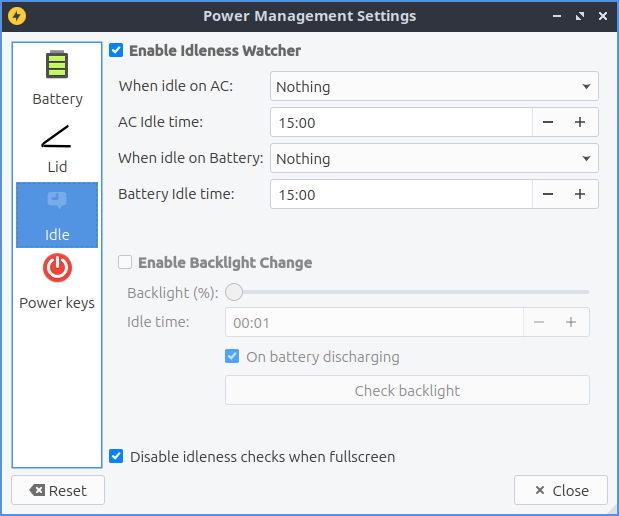 Power Management Settings
Battery
Lid
Idle
Power keys
Enable Idleness Watcher
When idle on AC: Nothing
AC Idle time: 15:00
When idle on Battery: Nothing
Battery Idle time: 15:00
Enable Backlight Change
Backlight (%):
Idle time: 00:01
On battery discharging
Check backlight
Disable idleness checks when fullscreen
Reset
Close